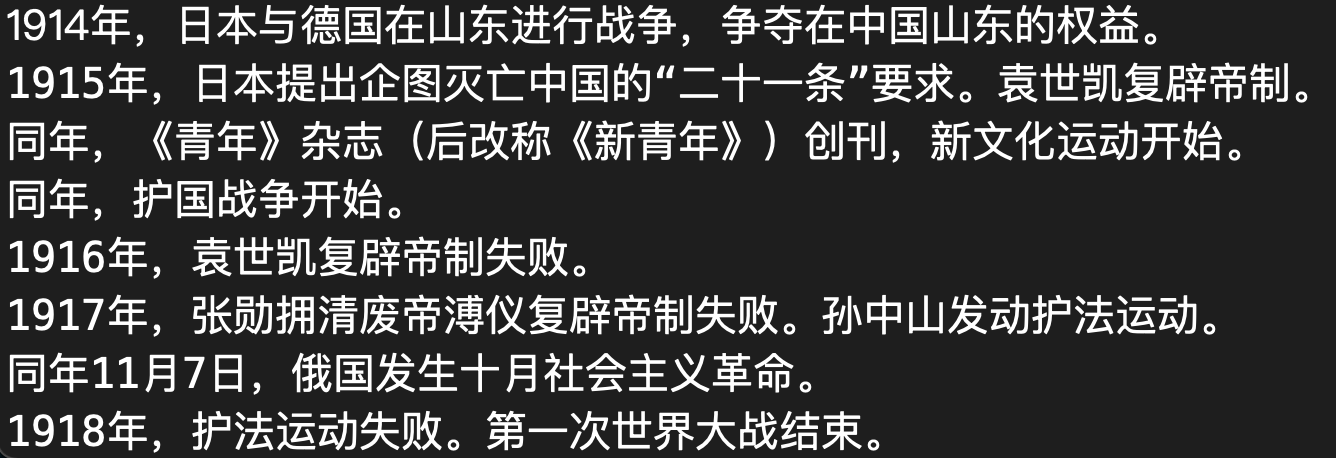 1914年，日本与德国在山东进行战争，争夺在中国山东的权益。
1915年，日本提出企图灭亡中国的“二十一条”要求。袁世凯复辟帝制。
同年，《青年》杂志（后改称《新青年》）创刊，新文化运动开始。
同年，护国战争开始。
1916年，袁世凯复辟帝制失败。
1917年，张勋拥清废帝溥仪复辟帝制失败。孙中山发动护法运动。
同年11月7日，俄国发生十月社会主义革命。
1918年，护法运动失败。第一次世界大战结束。